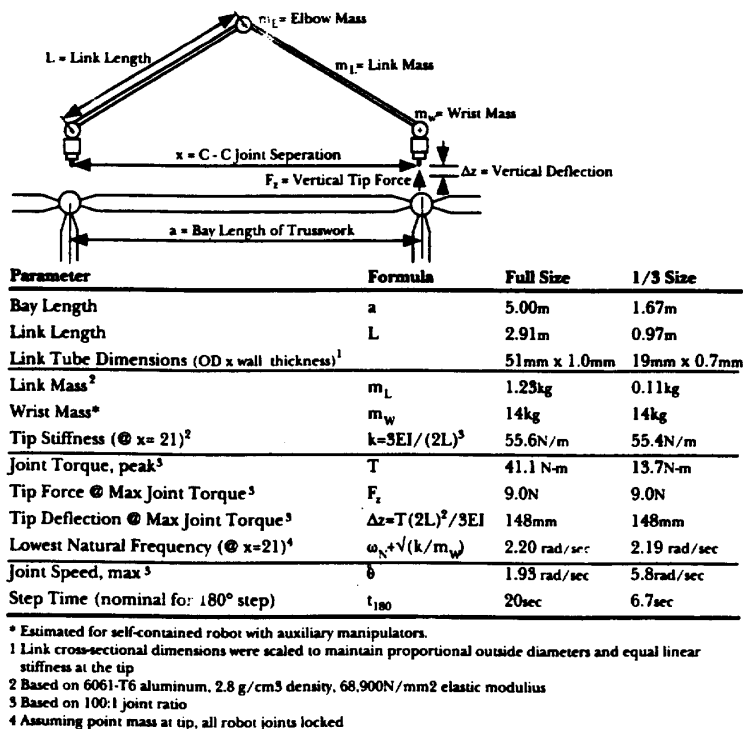 m_E= Elbow Mass
L = Link Length
m_L= Link Mass
m_w= Wrist Mass
x = C - C Joint Seperation
F_z = Vertical Tip Force
Δz = Vertical Deflection
a = Bay Length of Trusswork
Parameter Formula Full Size 1/3 Size
Bay Length a 5.00m 1.67m
Link Length L 2.91m 0.97m
Link Tube Dimensions (OD x wall thickness)¹ 51mm x 1.0mm 19mm x 0.7mm
Link Mass² m_L 1.23kg 0.11kg
Wrist Mass* m_W 14kg 14kg
Tip Stiffness (@ x= 21)² k=3EI/(2L)³ 55.6N/m 55.4N/m
Joint Torque, peak³ T 41.1 N-m 13.7N-m
Tip Force @ Max Joint Torque³ F_z 9.0N 9.0N
Tip Deflection @ Max Joint Torque³ Δz=T(2L)²/3EI 148mm 148mm
Lowest Natural Frequency (@ x=21)⁴ ω_N+√(k/m_W) 2.20 rad/sec 2.19 rad/sec
Joint Speed, max³ θ 1.93 rad/sec 5.8rad/sec
Step Time (nominal for 180° step) t_180 20sec 6.7sec
* Estimated for self-contained robot with auxiliary manipulators.
1 Link cross-sectional dimensions were scaled to maintain proportional outside diameters and equal linear
stiffness at the tip
2 Based on 6061-T6 aluminum, 2.8 g/cm3 density, 68,900N/mm2 elastic modulius
3 Based on 100:1 joint ratio
4 Assuming point mass at tip, all robot joints locked